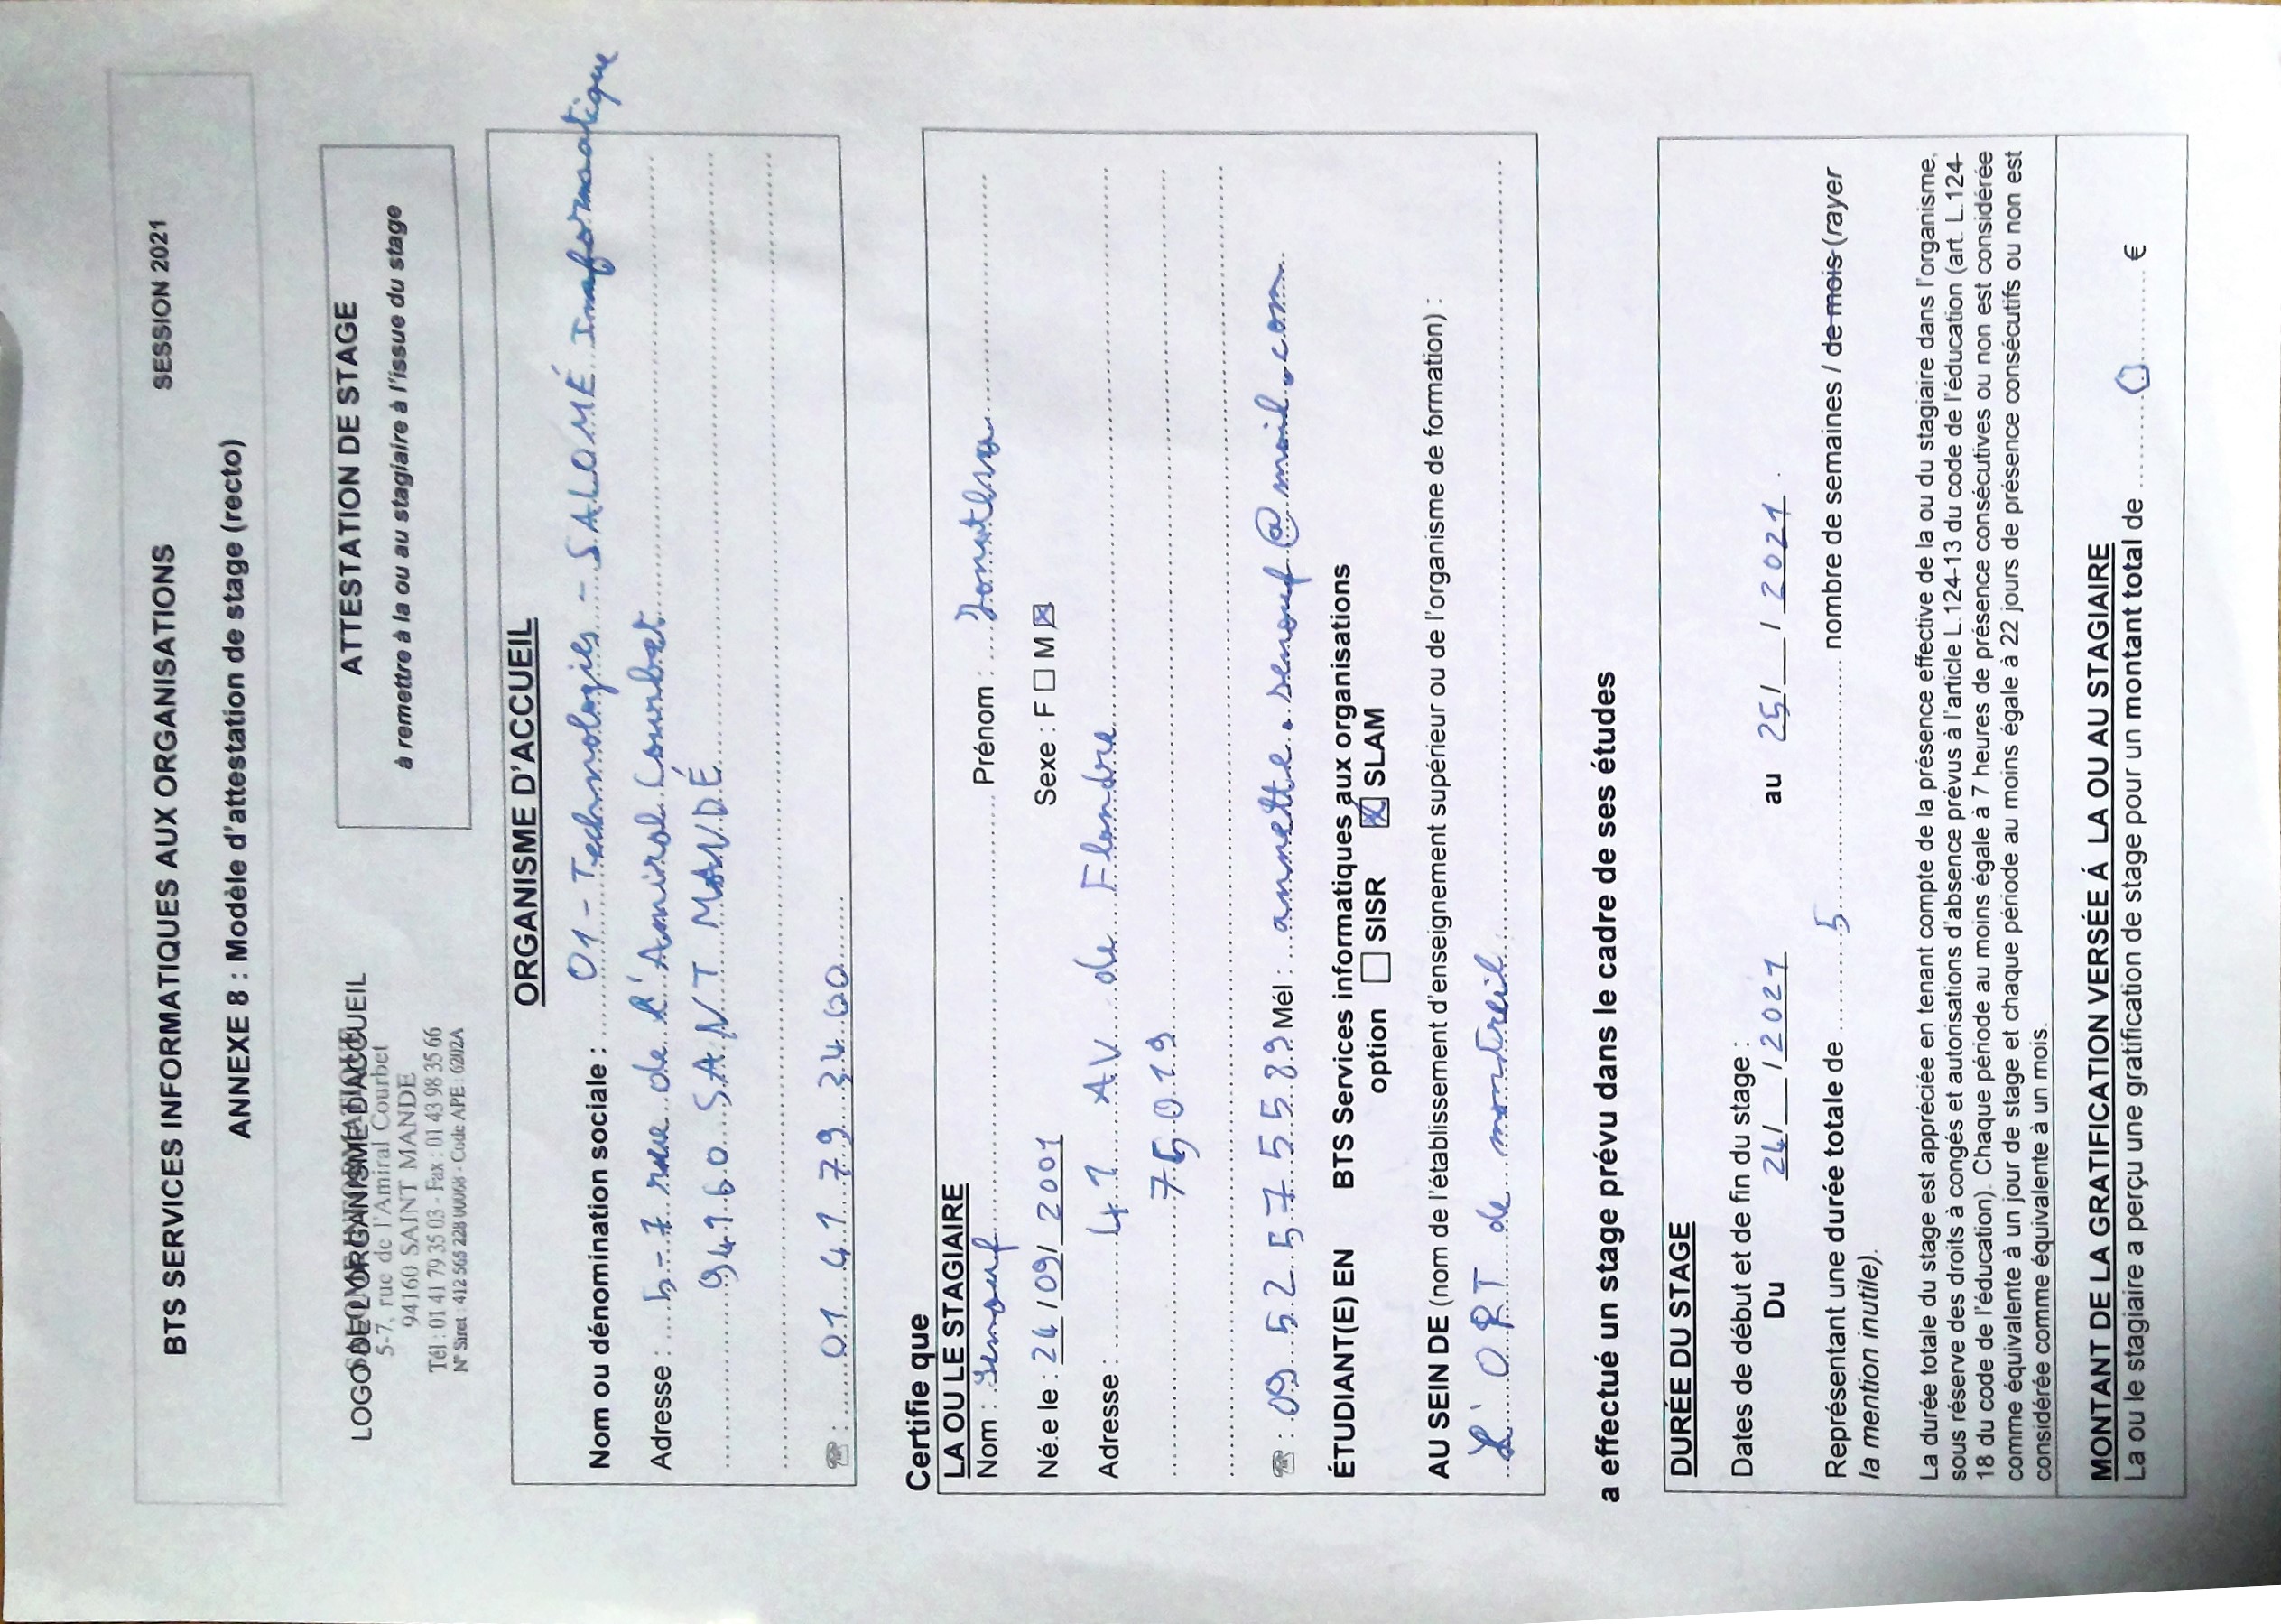 BTS SERVICES INFORMATIQUES AUX ORGANISATIONS SESSION 2021
ANNEXE 8 : Modèle d'attestation de stage (recto)
SALOME INFORMATIQUE
LOGO DE L'ORGANISME D'ACCUEIL
5-7, rue de l'Amiral Courbet
94160 SAINT MANDE
Tél : 01 41 79 35 03 - Fax : 01 43 98 35 66
N° Siret : 412 565 228 00068 - Code APE : 6202A
ATTESTATION DE STAGE
à remettre à la ou au stagiaire à l'issue du stage
ORGANISME D'ACCUEIL
Nom ou dénomination sociale : 01 - Technologies - SALOMÉ Informatique
Adresse : 5-7 rue de l'Amiral Courbet
94160 SANT MANDÉ
☎ : 01 41 79 34 00
Certifie que
LA OU LE STAGIAIRE
Nom : Senouf Prénom : Jonathan
Né.e le : 24 / 09 / 2001 Sexe : F ☐ M ☒
Adresse : 41 AV de Flandre
75019
☎ : 09 52 57 55 89 Mél : annette.senouf@mail.com
ÉTUDIANT(E) EN BTS Services informatiques aux organisations
option ☐ SISR ☒ SLAM
AU SEIN DE (nom de l'établissement d'enseignement supérieur ou de l'organisme de formation) :
L'ORT de montreil
a effectué un stage prévu dans le cadre de ses études
DURÉE DU STAGE
Dates de début et de fin du stage :
Du 24/__/2021 au 25/__/2021 .
Représentant une durée totale de 5 nombre de semaines / de mois (rayer
la mention inutile).
La durée totale du stage est appréciée en tenant compte de la présence effective de la ou du stagiaire dans l'organisme,
sous réserve des droits à congés et autorisations d'absence prévus à l'article L.124-13 du code de l'éducation (art. L.124-
18 du code de l'éducation). Chaque période au moins égale à 7 heures de présence consécutives ou non est considérée
comme équivalente à un jour de stage et chaque période au moins égale à 22 jours de présence consécutifs ou non est
considérée comme équivalente à un mois.
MONTANT DE LA GRATIFICATION VERSÉE Á LA OU AU STAGIAIRE
La ou le stagiaire a perçu une gratification de stage pour un montant total de 0 €